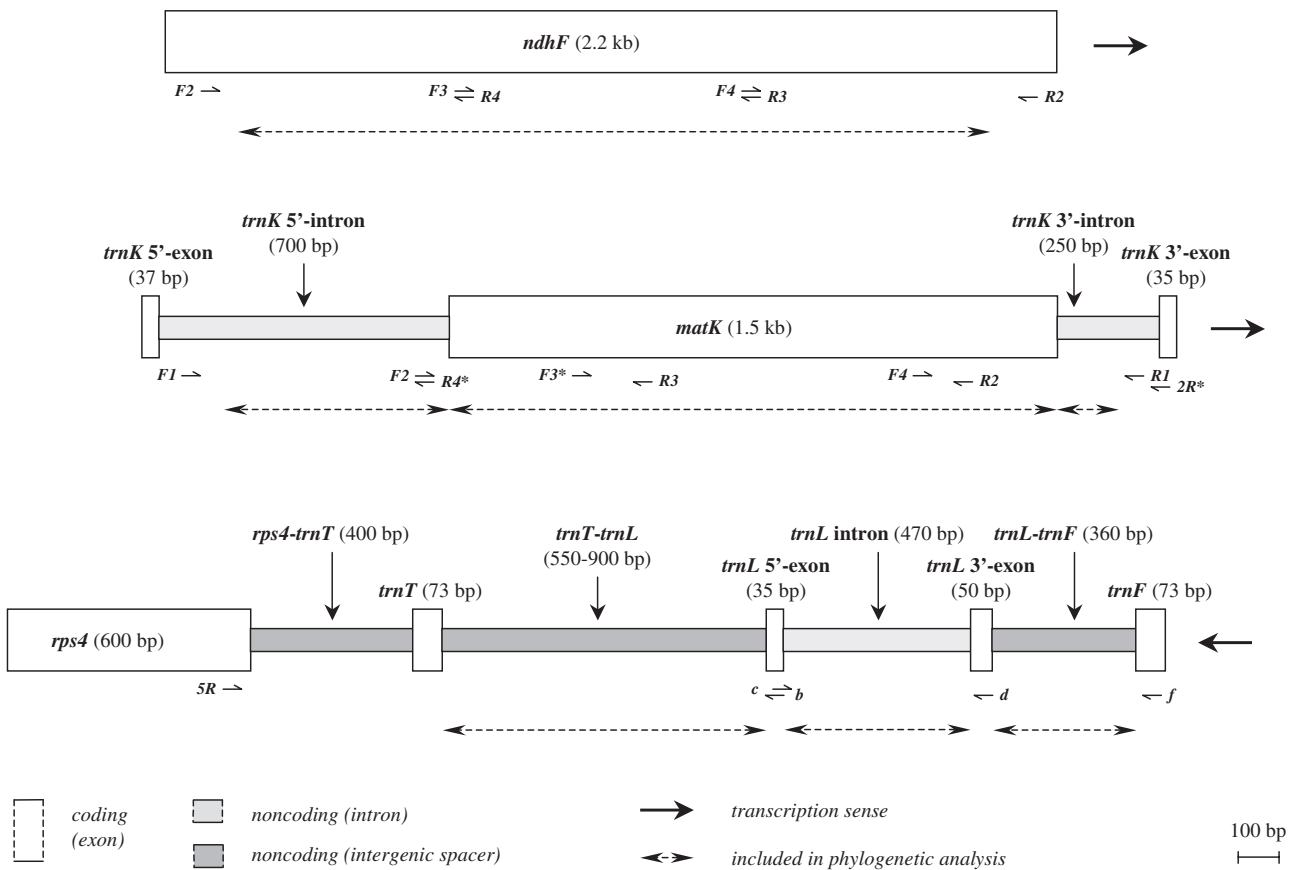 ndhF (2.2 kb)
F2 F3 R4 F4 R3 R2
trnK 5’-intron
(700 bp)
trnK 3’-intron
(250 bp)
trnK 5’-exon
(37 bp)
trnK 3’-exon
(35 bp)
matK (1.5 kb)
F1 F2 R4* F3* R3 F4 R2 R1 2R*
rps4-trnT (400 bp)
trnT-trnL
(550-900 bp)
trnL intron (470 bp)
trnL-trnF (360 bp)
trnT (73 bp)
trnL 5’-exon
(35 bp)
trnL 3’-exon
(50 bp)
trnF (73 bp)
rps4 (600 bp)
5R c b d f
coding
(exon)
noncoding (intron)
noncoding (intergenic spacer)
transcription sense
included in phylogenetic analysis
100 bp